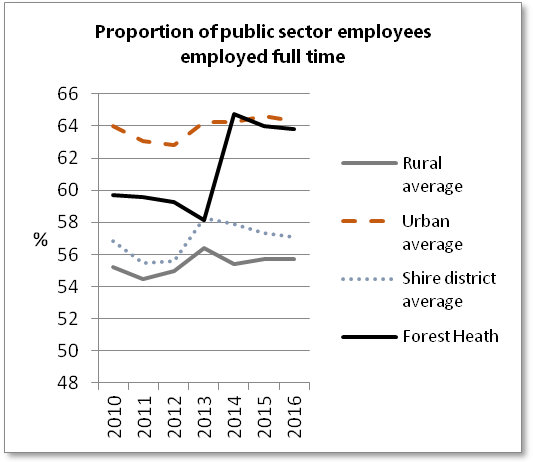 Proportion of public sector employees
employed full time
66
64
62
60
58
56
54
52
50
48
%
2010
2011
2012
2013
2014
2015
2016
Rural
average
Urban
average
Shire district
average
Forest Heath